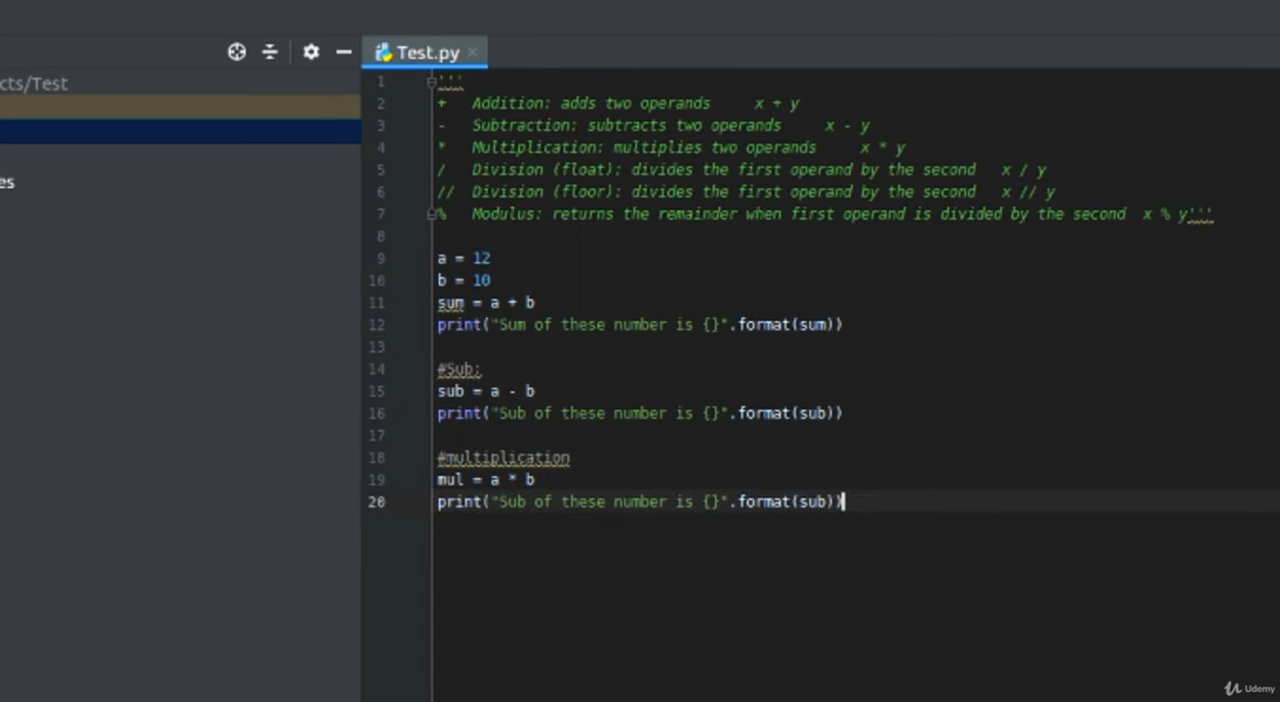 Test.py
cts/Test
es
1 '''
2 + Addition: adds two operands x + y
3 - Subtraction: subtracts two operands x - y
4 * Multiplication: multiplies two operands x * y
5 / Division (float): divides the first operand by the second x / y
6 // Division (floor): divides the first operand by the second x // y
7 % Modulus: returns the remainder when first operand is divided by the second x % y'''
8
9 a = 12
10 b = 10
11 sum = a + b
12 print("Sum of these number is {}".format(sum))
13
14 #Sub:
15 sub = a - b
16 print("Sub of these number is {}".format(sub))
17
18 #multiplication
19 mul = a * b
20 print("Sub of these number is {}".format(sub))
Udemy